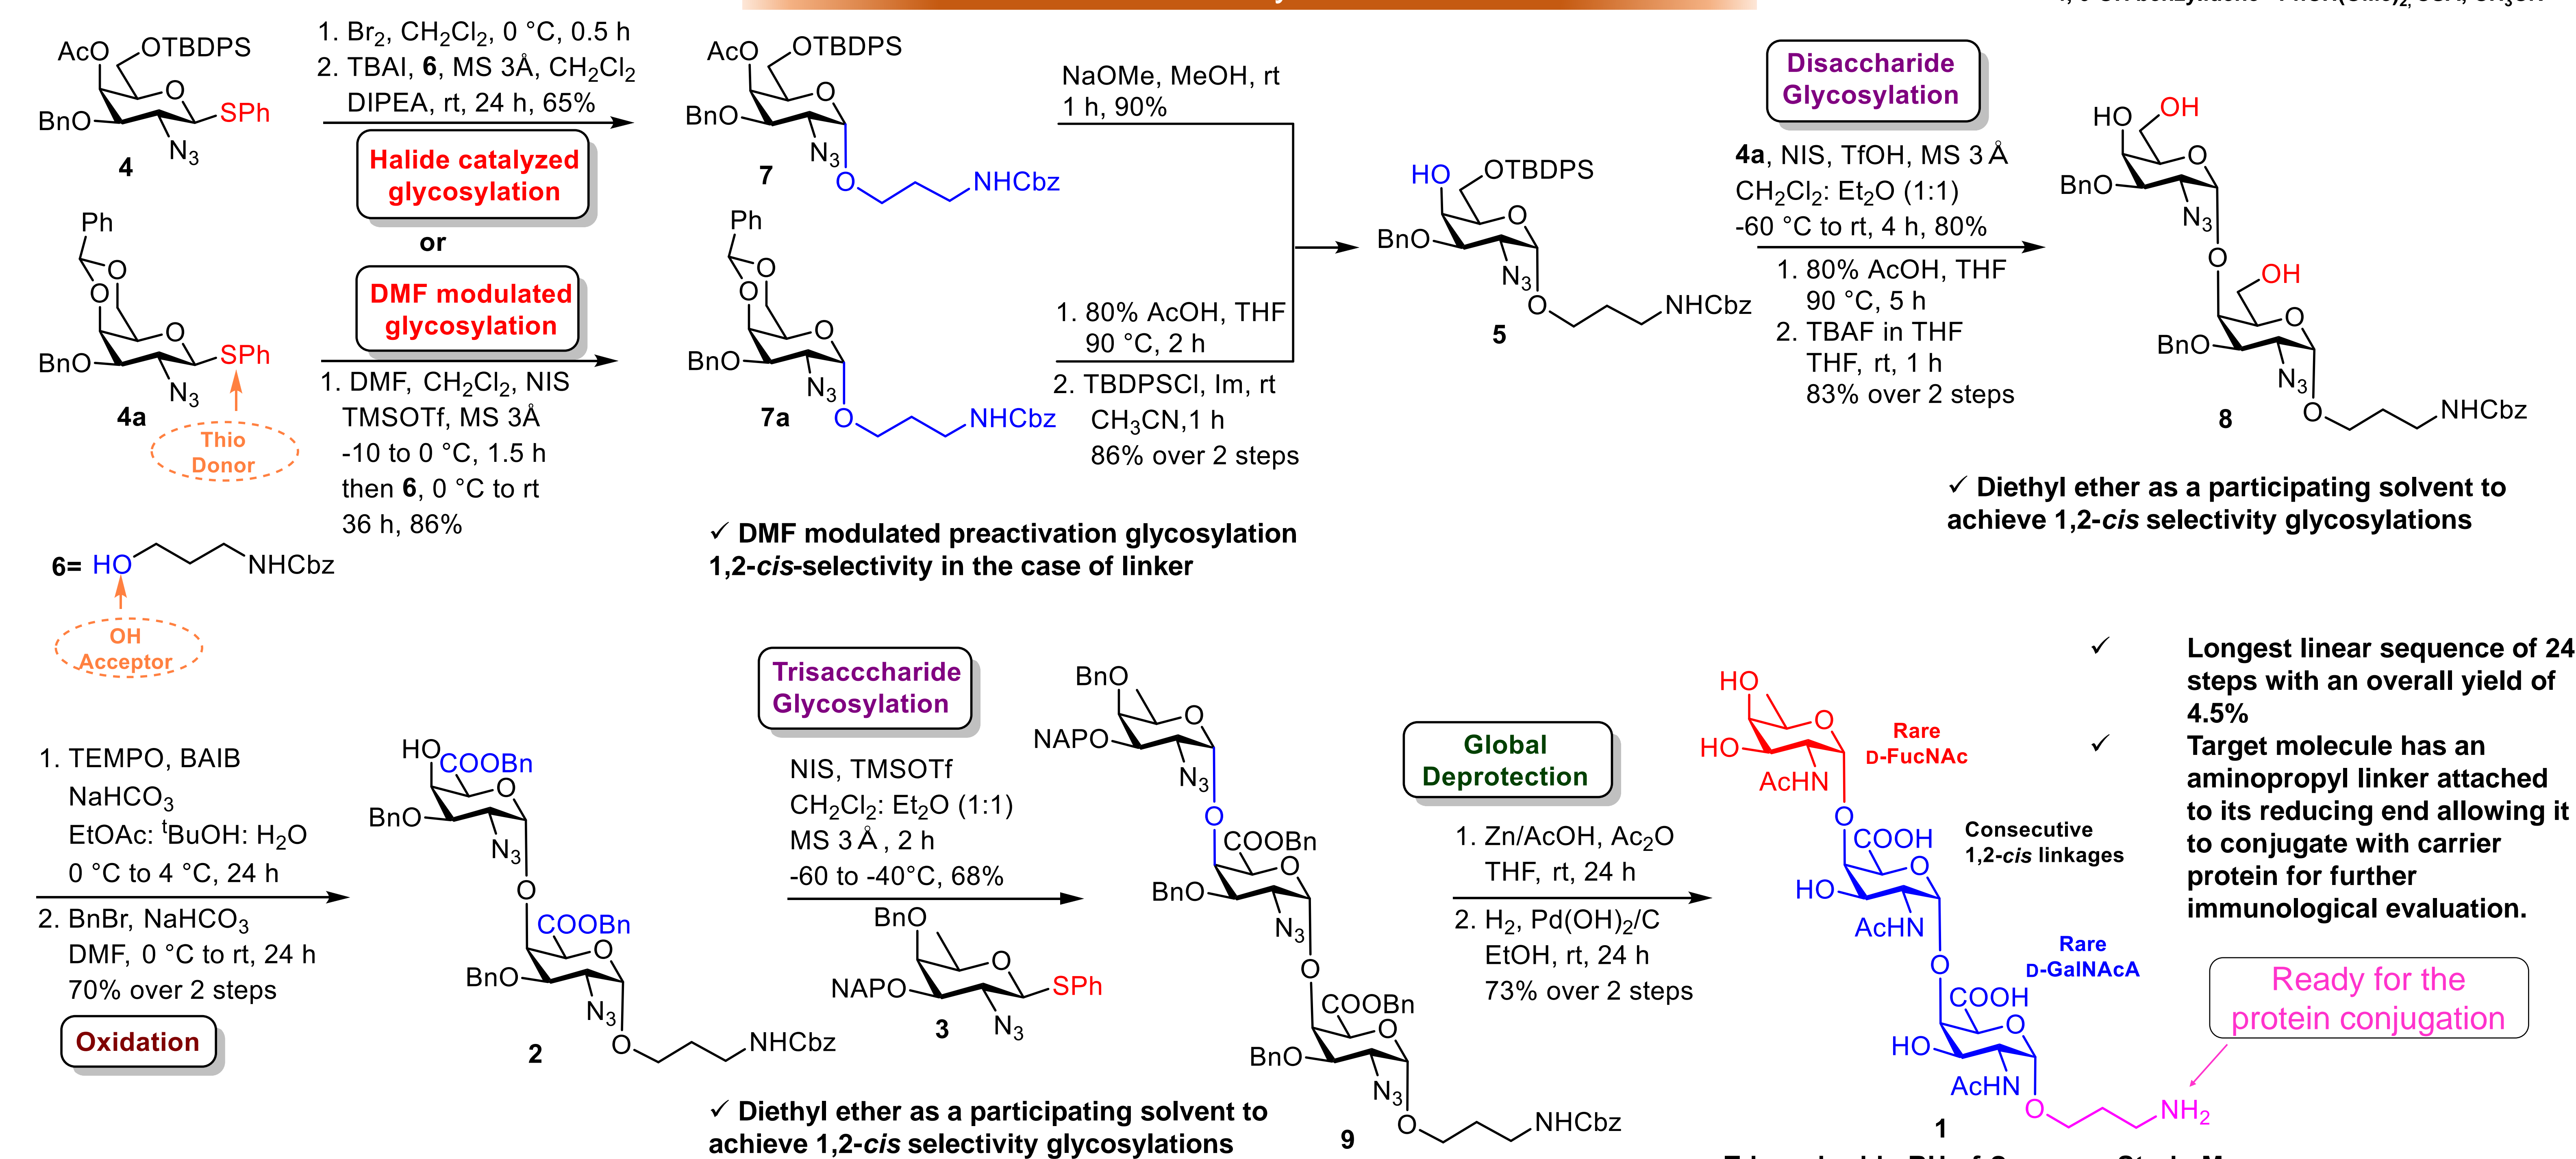 AcO
OTBDPS
O
BnO
SPh
N3
4
1. Br2, CH2Cl2, 0 °C, 0.5 h
2. TBAI, 6, MS 3Å, CH2Cl2
DIPEA, rt, 24 h, 65%
Halide catalyzed
glycosylation
or
DMF modulated
glycosylation
1. DMF, CH2Cl2, NIS
TMSOTf, MS 3Å
-10 to 0 °C, 1.5 h
then 6, 0 °C to rt
36 h, 86%
Ph
O
O
O
BnO
SPh
N3
4a
Thio
Donor
6= HO
NHCbz
OH
Acceptor
AcO
OTBDPS
O
BnO
N3
7
O
NHCbz
Ph
O
O
O
BnO
N3
7a
O
NHCbz
✓ DMF modulated preactivation glycosylation
1,2-cis-selectivity in the case of linker
NaOMe, MeOH, rt
1 h, 90%
1. 80% AcOH, THF
90 °C, 2 h
2. TBDPSCl, Im, rt
CH3CN,1 h
86% over 2 steps
HO
OTBDPS
O
BnO
N3
O
NHCbz
5
Disaccharide
Glycosylation
4a, NIS, TfOH, MS 3 Å
CH2Cl2: Et2O (1:1)
-60 °C to rt, 4 h, 80%
1. 80% AcOH, THF
90 °C, 5 h
2. TBAF in THF
THF, rt, 1 h
83% over 2 steps
HO
OH
O
BnO
N3
O
OH
O
BnO
N3
O
NHCbz
8
✓ Diethyl ether as a participating solvent to
achieve 1,2-cis selectivity glycosylations
1. TEMPO, BAIB
NaHCO3
EtOAc: tBuOH: H2O
0 °C to 4 °C, 24 h
2. BnBr, NaHCO3
DMF, 0 °C to rt, 24 h
70% over 2 steps
Oxidation
HO
COOBn
O
BnO
N3
O
COOBn
O
BnO
N3
O
NHCbz
2
Trisacccharide
Glycosylation
NIS, TMSOTf
CH2Cl2: Et2O (1:1)
MS 3 Å , 2 h
-60 to -40°C, 68%
BnO
O
NAPO
SPh
N3
3
✓ Diethyl ether as a participating solvent to
achieve 1,2-cis selectivity glycosylations
BnO
O
NAPO
N3
O
COOBn
O
BnO
N3
O
COOBn
O
BnO
N3
O
NHCbz
9
Global
Deprotection
1. Zn/AcOH, Ac2O
THF, rt, 24 h
2. H2, Pd(OH)2/C
EtOH, rt, 24 h
73% over 2 steps
HO
O
HO
AcHN
Rare
D-FucNAc
O
COOH
O
HO
AcHN
Consecutive
1,2-cis linkages
O
Rare
D-GalNAcA
COOH
O
HO
AcHN
O
NH2
1
✓ Longest linear sequence of 24
steps with an overall yield of
4.5%
✓ Target molecule has an
aminopropyl linker attached
to its reducing end allowing it
to conjugate with carrier
protein for further
immunological evaluation.
Ready for the
protein conjugation